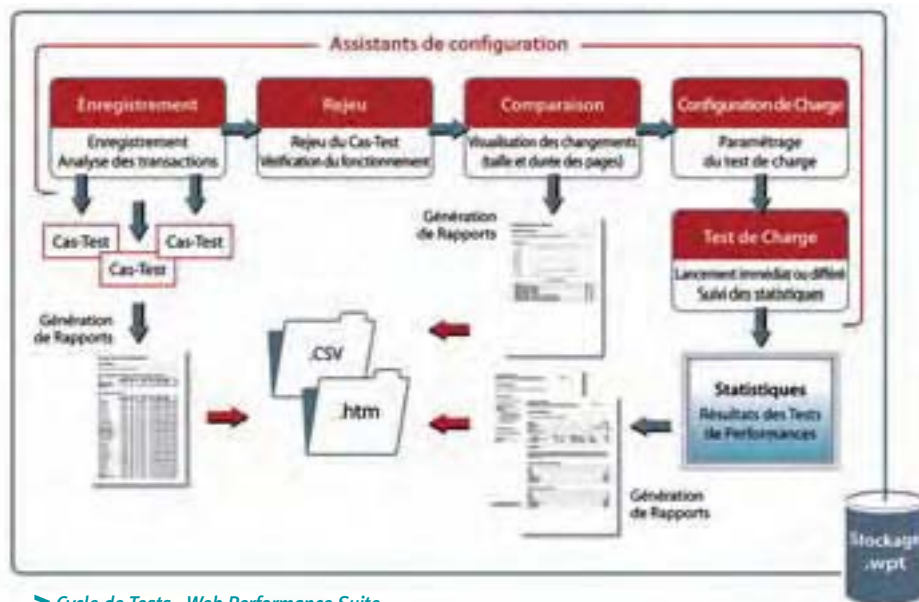 Assistants de configuration
Enregistrement
Enregistrement
Analyse des transactions
Rejeu
Rejeu du Cas-Test
Vérification du fonctionnement
Comparaison
Visualisation des changements
(taille et durée des pages)
Configuration de Charge
Paramétrage
du test de charge
Cas-Test
Cas-Test
Cas-Test
Génération
de Rapports
Test de Charge
Lancement immédiat ou différé
Suivi des statistiques
Génération
de Rapports
.CSV
.htm
Statistiques
Résultats des Tests
de Performances
Génération
de Rapports
Stockage
.wpt
Cycle de Tests - Web Performance Suite